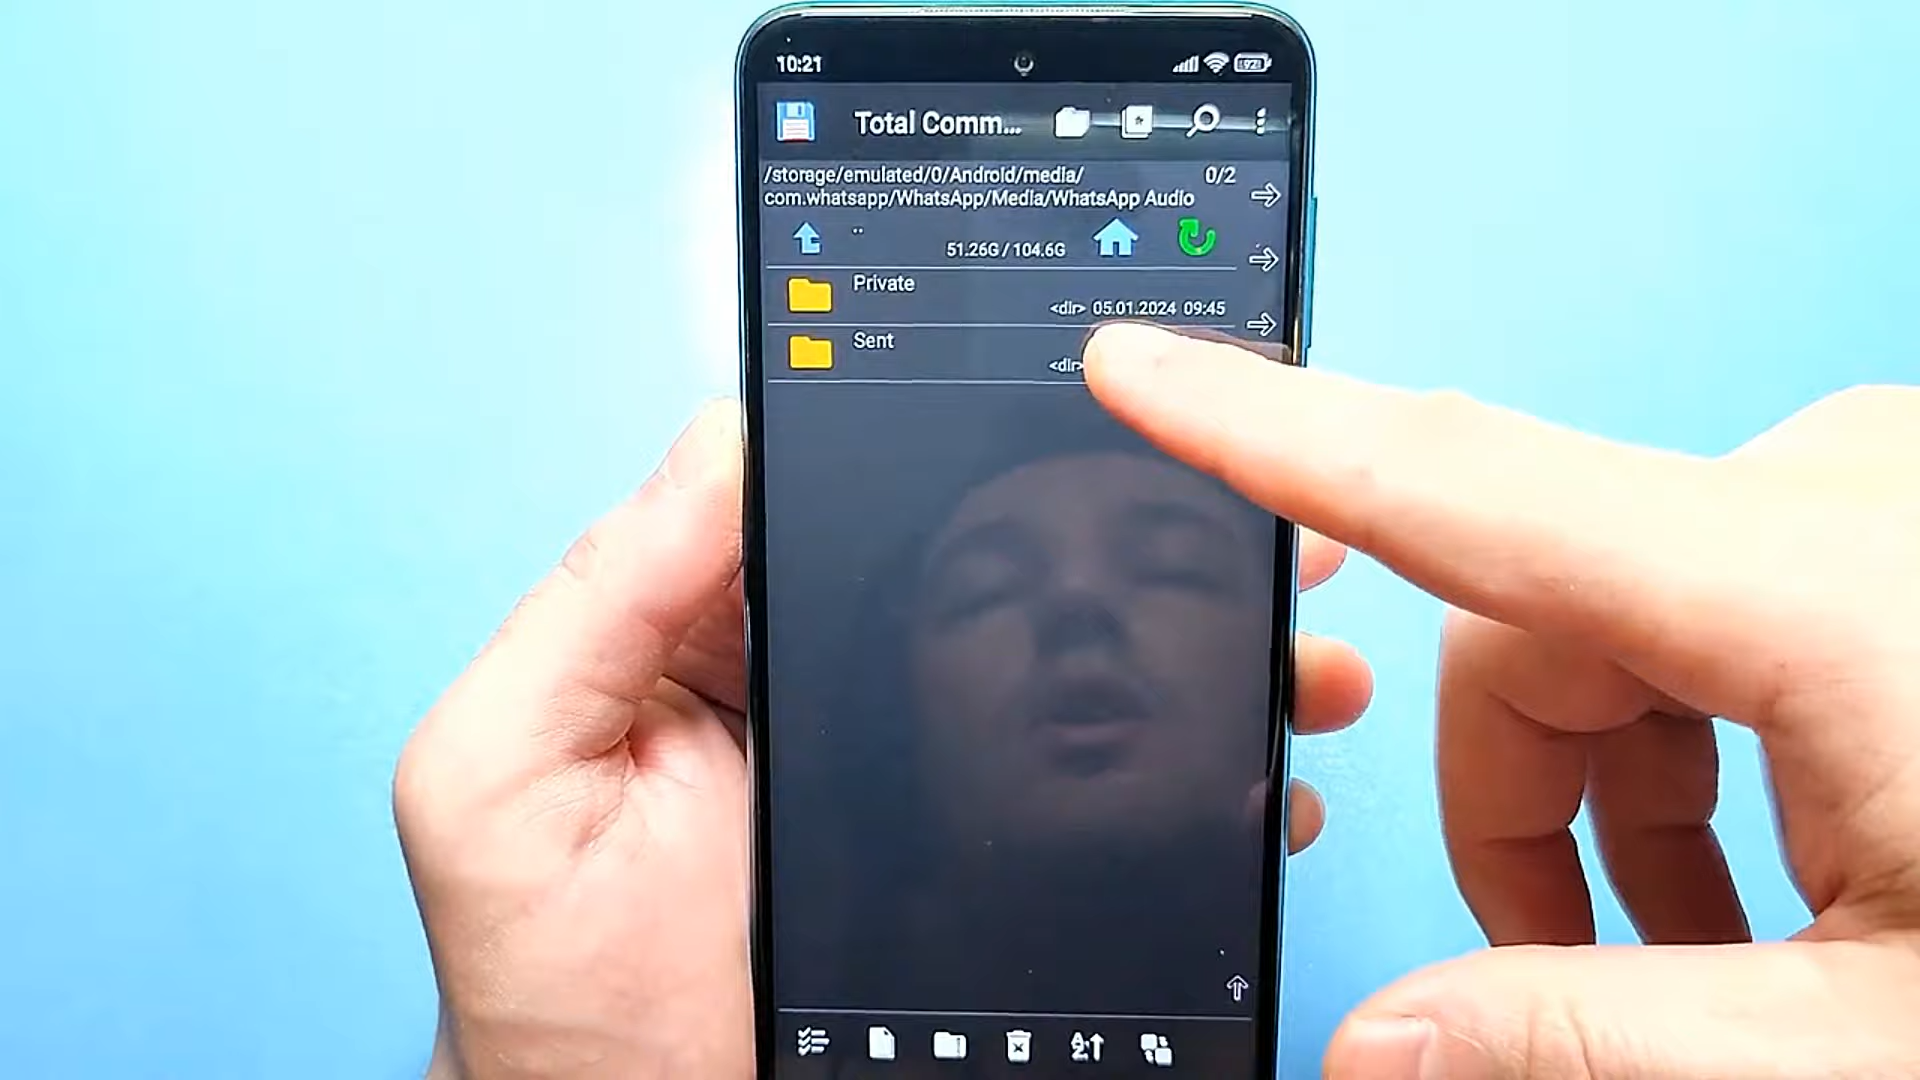 10:21
92
Total Comm...
/storage/emulated/0/Android/media/ 0/2
com.whatsapp/WhatsApp/Media/WhatsApp Audio
..
51.26G / 104.6G
Private
<dir> 05.01.2024 09:45
Sent
<dir>